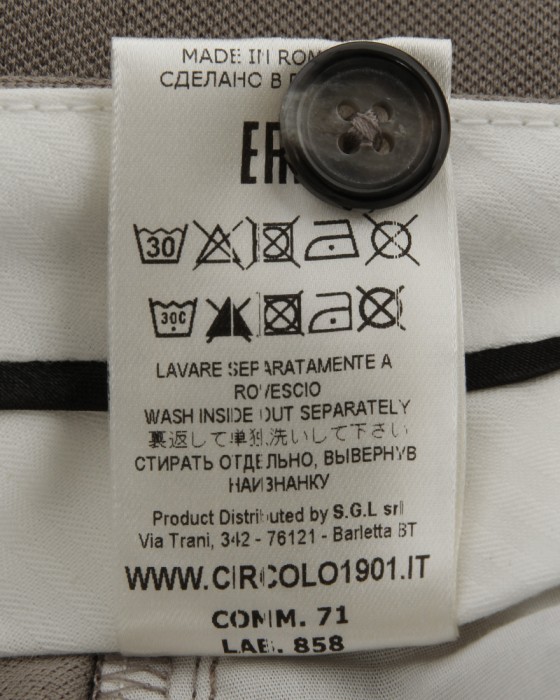 MADE IN
СДЕЛАНО В
30
30C
LAVARE SEPARATAMENTE A
ROVESCIO
WASH INSIDE OUT SEPARATELY
裏返して単独洗いして下さい
СТИРАТЬ ОТДЕЛЬНО, ВЫВЕРНУВ
НАИЗНАНКУ
Product Distributed by S.G.L srl
Via Trani, 342 - 76121 - Barletta BT
WWW.CIRCOLO1901.IT
COMM. 71
LAB. 858